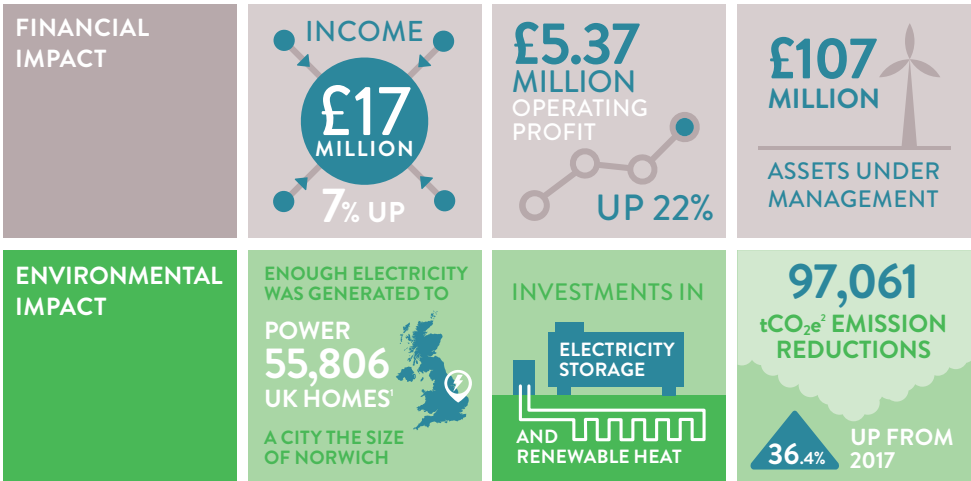 FINANCIAL
IMPACT
INCOME
£17
MILLION
7% UP
£5.37
MILLION
OPERATING
PROFIT
UP 22%
£107
MILLION
ASSETS UNDER
MANAGEMENT
ENVIRONMENTAL
IMPACT
ENOUGH ELECTRICITY
WAS GENERATED TO
POWER
55,806
UK HOMES¹
A CITY THE SIZE
OF NORWICH
INVESTMENTS IN
ELECTRICITY
STORAGE
AND
RENEWABLE HEAT
97,061
tCO₂e² EMISSION
REDUCTIONS
36.4%
UP FROM
2017